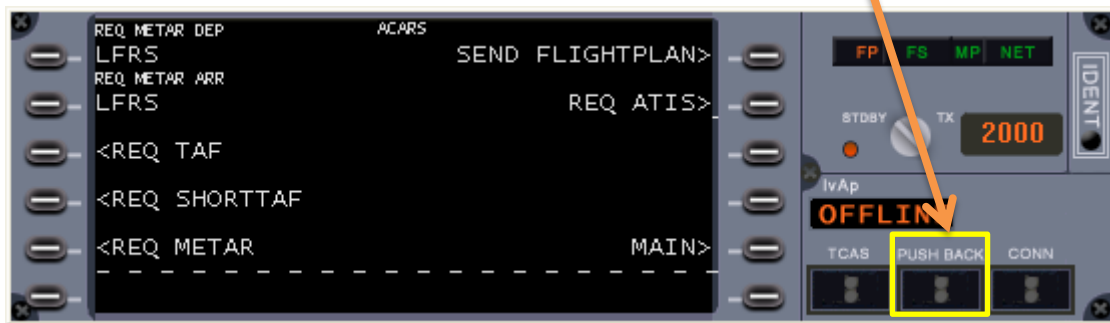 REQ METAR DEP ACARS
LFRS SEND FLIGHTPLAN>
REQ METAR ARR
LFRS REQ ATIS>
<REQ TAF
<REQ SHORTTAF
<REQ METAR MAIN>
FP FS MP NET
IDENT
STDBY TX
2000
IvAp
OFFLIN
TCAS PUSH BACK CONN